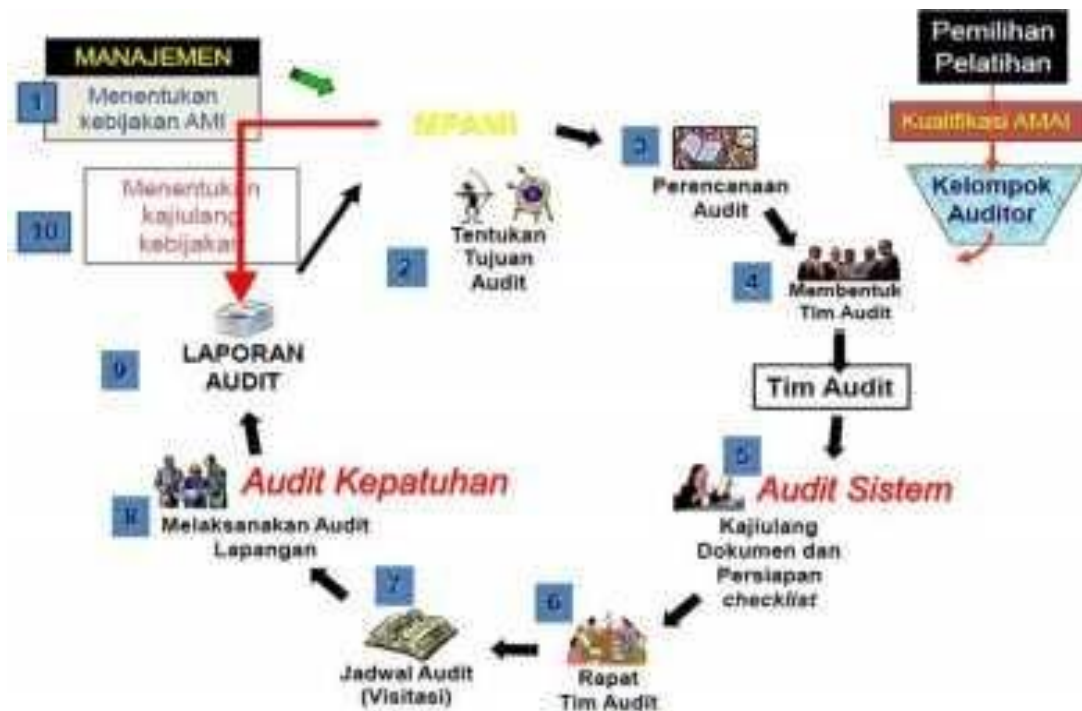 MANAJEMEN
1
Menentukan
kebijakan AMI
10
Menentukan
kajiulang
kebijakan
2
Tentukan
Tujuan
Audit
3
Perencanaan
Audit
Pemilihan
Pelatihan
Kualifikasi AMAI
Kelompok
Auditor
4
Membentuk
Tim Audit
Tim Audit
5
Audit Sistem
Kajiulang
Dokumen dan
Persiapan
checklist
6
Rapat
Tim Audit
7
Jadwal Audit
(Visitasi)
8
Audit Kepatuhan
Melaksanakan Audit
Lapangan
9
LAPORAN
AUDIT